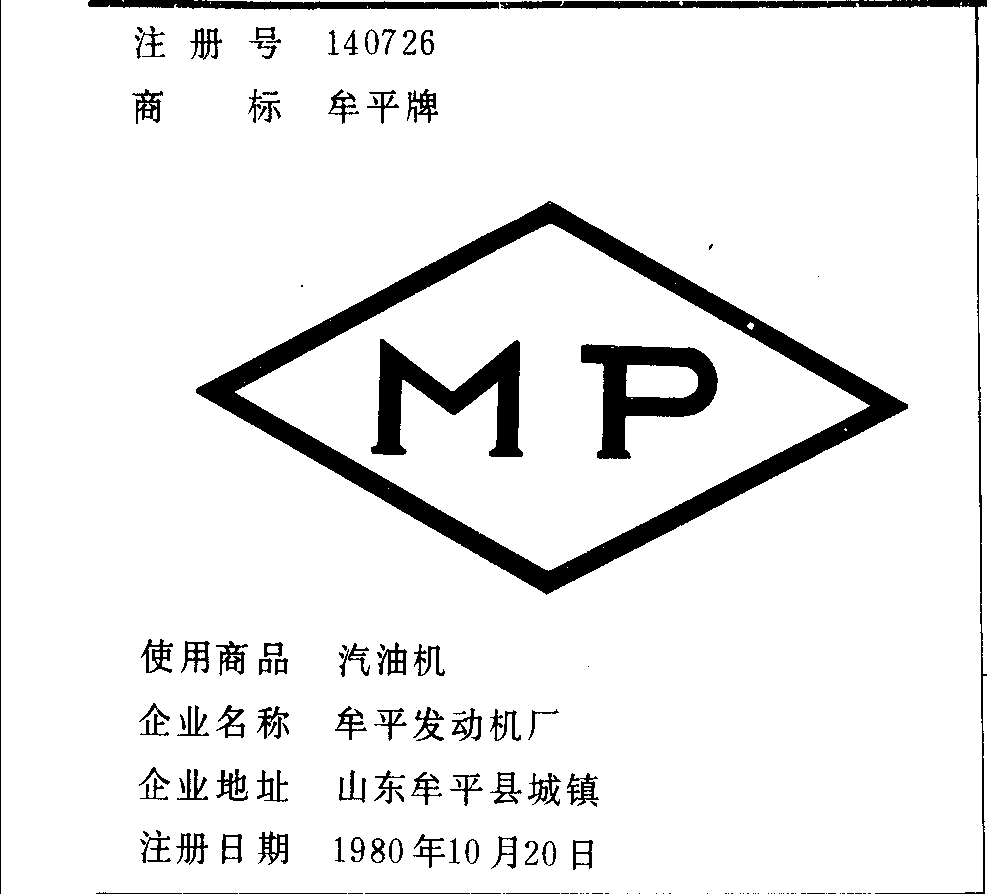 注册号 140726
商标 牟平牌
MP
使用商品 汽油机
企业名称 牟平发动机厂
企业地址 山东牟平县城镇
注册日期 1980年10月20日